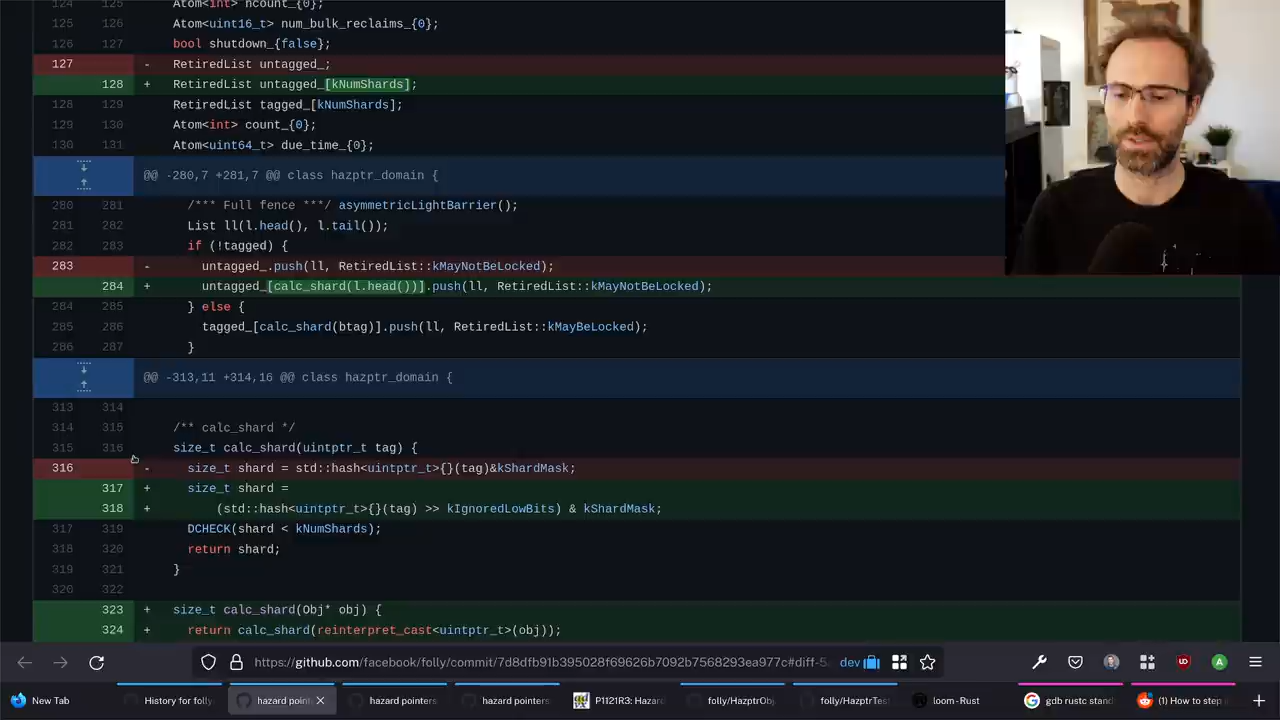 124 125 Atom<int> ncount_{0};
125 126 Atom<uint16_t> num_bulk_reclaims_{0};
126 127 bool shutdown_{false};
127 - RetiredList untagged_;
128 + RetiredList untagged_[kNumShards];
128 129 RetiredList tagged_[kNumShards];
129 130 Atom<int> count_{0};
130 131 Atom<uint64_t> due_time_{0};
@@ -280,7 +281,7 @@ class hazptr_domain {
280 281 /*** Full fence ***/ asymmetricLightBarrier();
281 282 List ll(l.head(), l.tail());
282 283 if (!tagged) {
283 - untagged_.push(ll, RetiredList::kMayNotBeLocked);
284 + untagged_[calc_shard(l.head())].push(ll, RetiredList::kMayNotBeLocked);
284 285 } else {
285 286 tagged_[calc_shard(btag)].push(ll, RetiredList::kMayBeLocked);
286 287 }
@@ -313,11 +314,16 @@ class hazptr_domain {
313 314
314 315 /** calc_shard */
315 316 size_t calc_shard(uintptr_t tag) {
316 - size_t shard = std::hash<uintptr_t>{}(tag)&kShardMask;
317 + size_t shard =
318 + (std::hash<uintptr_t>{}(tag) >> kIgnoredLowBits) & kShardMask;
317 319 DCHECK(shard < kNumShards);
318 320 return shard;
319 321 }
320 322
323 + size_t calc_shard(Obj* obj) {
324 + return calc_shard(reinterpret_cast<uintptr_t>(obj));
https://github.com/facebook/folly/commit/7d8dfb91b395028f69626b7092b7568293ea977c#diff-5 dev
New Tab History for folly hazard poin hazard pointers hazard pointers P1121R3: Hazard folly/HazptrObj. folly/HazptrTest loom - Rust gdb rustc stand (1) How to step i